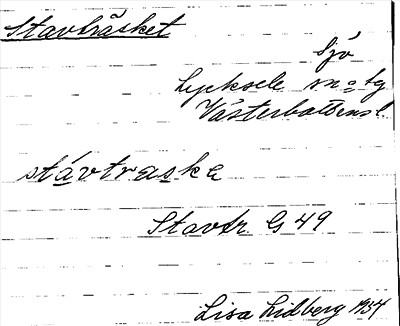 Stavträsket
Sjö
Lycksele sn o tg
Västerbottens l.
stávtraske
Stavtr. G 49
Lisa Lidberg 1934